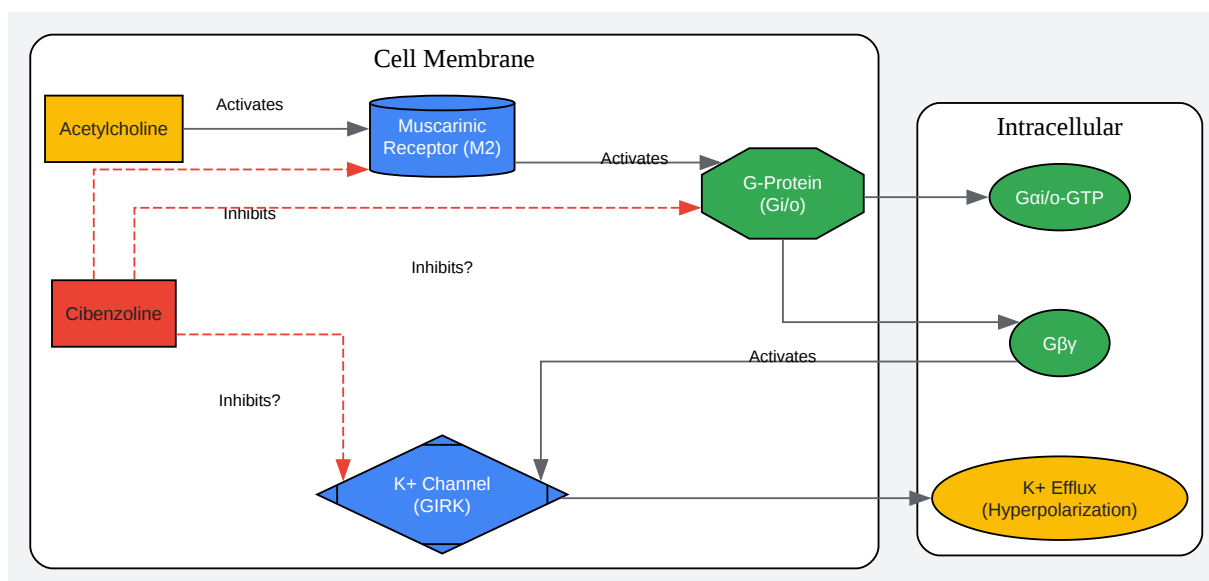 Cell Membrane
Acetylcholine
Activates
Muscarinic
Receptor (M2)
Activates
G-Protein
(Gi/o)
Inhibits
Inhibits?
Cibenzoline
Inhibits?
Activates
K+ Channel
(GIRK)
Intracellular
Gαi/o-GTP
Gβγ
K+ Efflux
(Hyperpolarization)